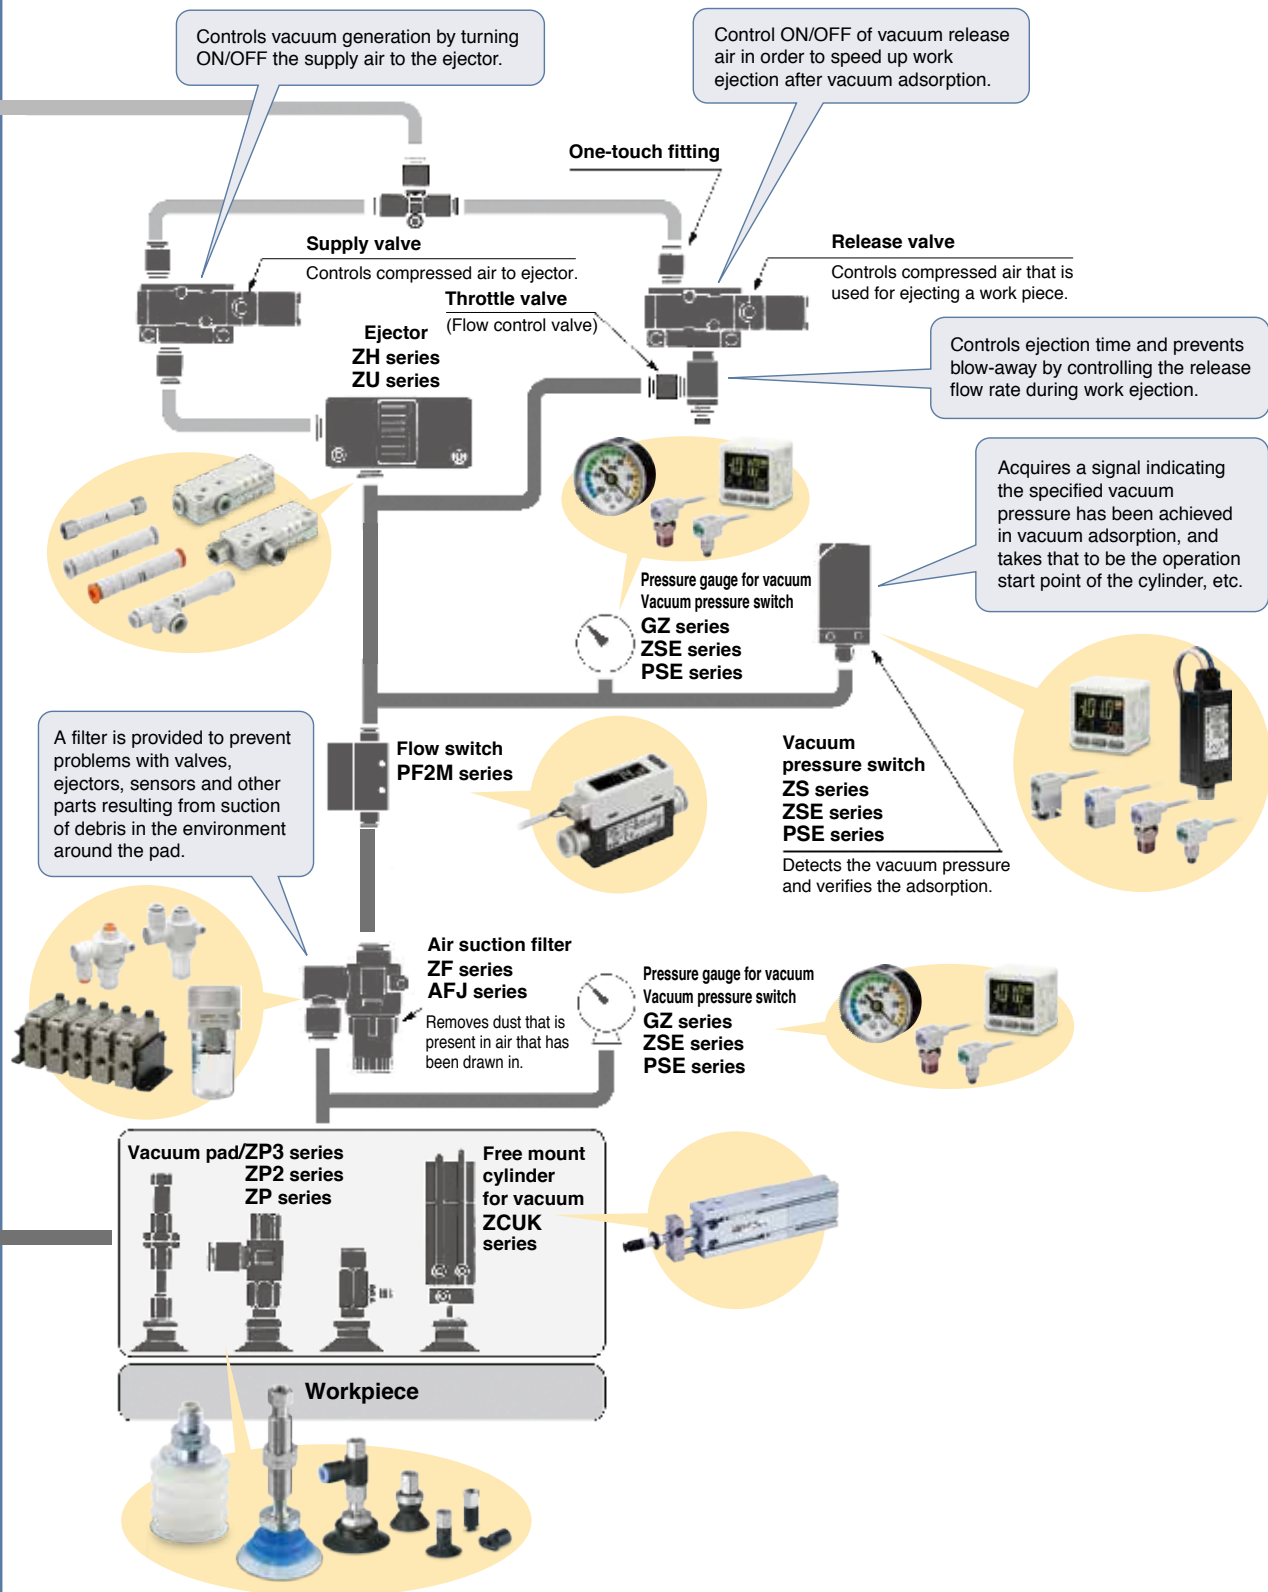 Controls vacuum generation by turning
ON/OFF the supply air to the ejector.
Control ON/OFF of vacuum release
air in order to speed up work
ejection after vacuum adsorption.
One-touch fitting
Supply valve
Controls compressed air to ejector.
Release valve
Controls compressed air that is
used for ejecting a work piece.
Throttle valve
(Flow control valve)
Ejector
ZH series
ZU series
Controls ejection time and prevents
blow-away by controlling the release
flow rate during work ejection.
Acquires a signal indicating
the specified vacuum
pressure has been achieved
in vacuum adsorption, and
takes that to be the operation
start point of the cylinder, etc.
Pressure gauge for vacuum
Vacuum pressure switch
GZ series
ZSE series
PSE series
A filter is provided to prevent
problems with valves,
ejectors, sensors and other
parts resulting from suction
of debris in the environment
around the pad.
Flow switch
PF2M series
Vacuum
pressure switch
ZS series
ZSE series
PSE series
Detects the vacuum pressure
and verifies the adsorption.
Air suction filter
ZF series
AFJ series
Removes dust that is
present in air that has
been drawn in.
Pressure gauge for vacuum
Vacuum pressure switch
GZ series
ZSE series
PSE series
Vacuum pad/ZP3 series
ZP2 series
ZP series
Free mount
cylinder
for vacuum
ZCUK
series
Workpiece